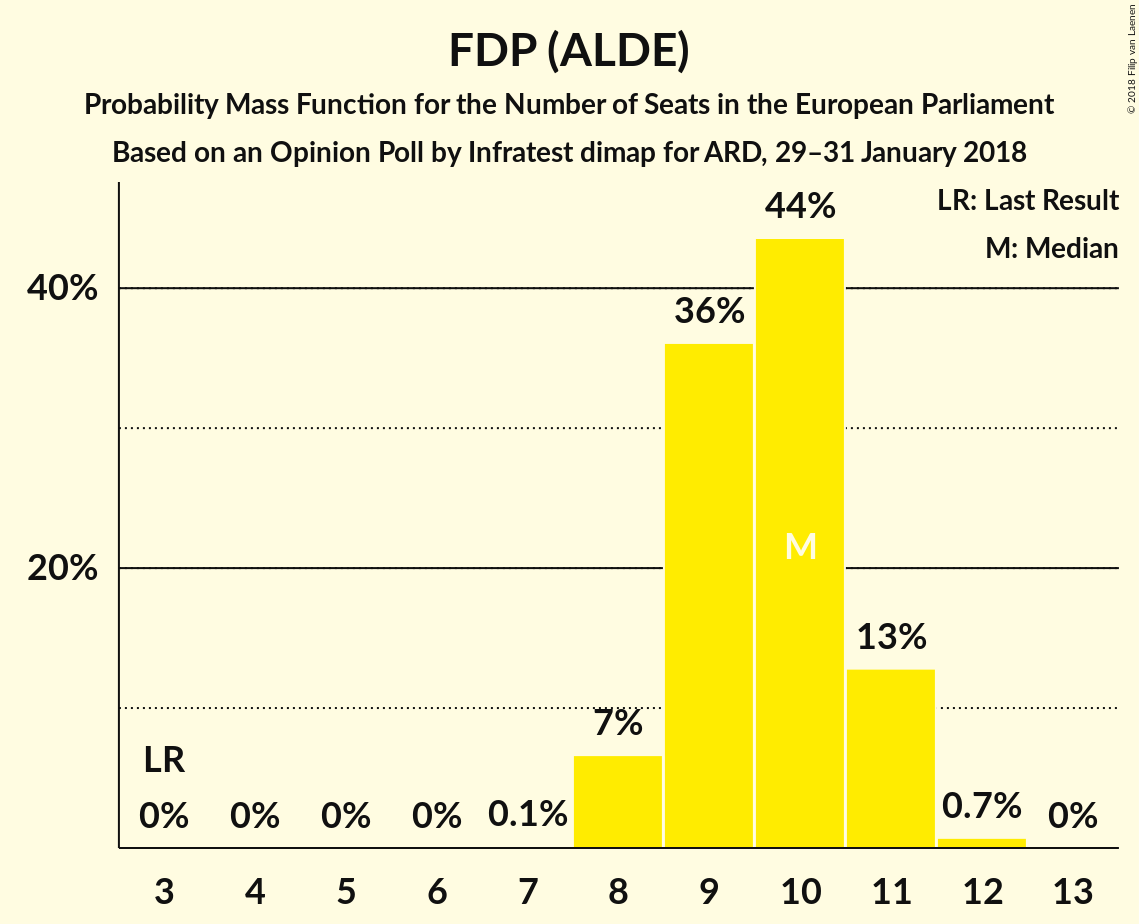 FDP (ALDE)
Probability Mass Function for the Number of Seats in the European Parliament
Based on an Opinion Poll by Infratest dimap for ARD, 29–31 January 2018
© 2018 Filip van Laenen
LR: Last Result
M: Median
44%
40%
36%
M
20%
13%
7%
LR
0% 0% 0% 0% 0.1% 0.7% 0%
3 4 5 6 7 8 9 10 11 12 13